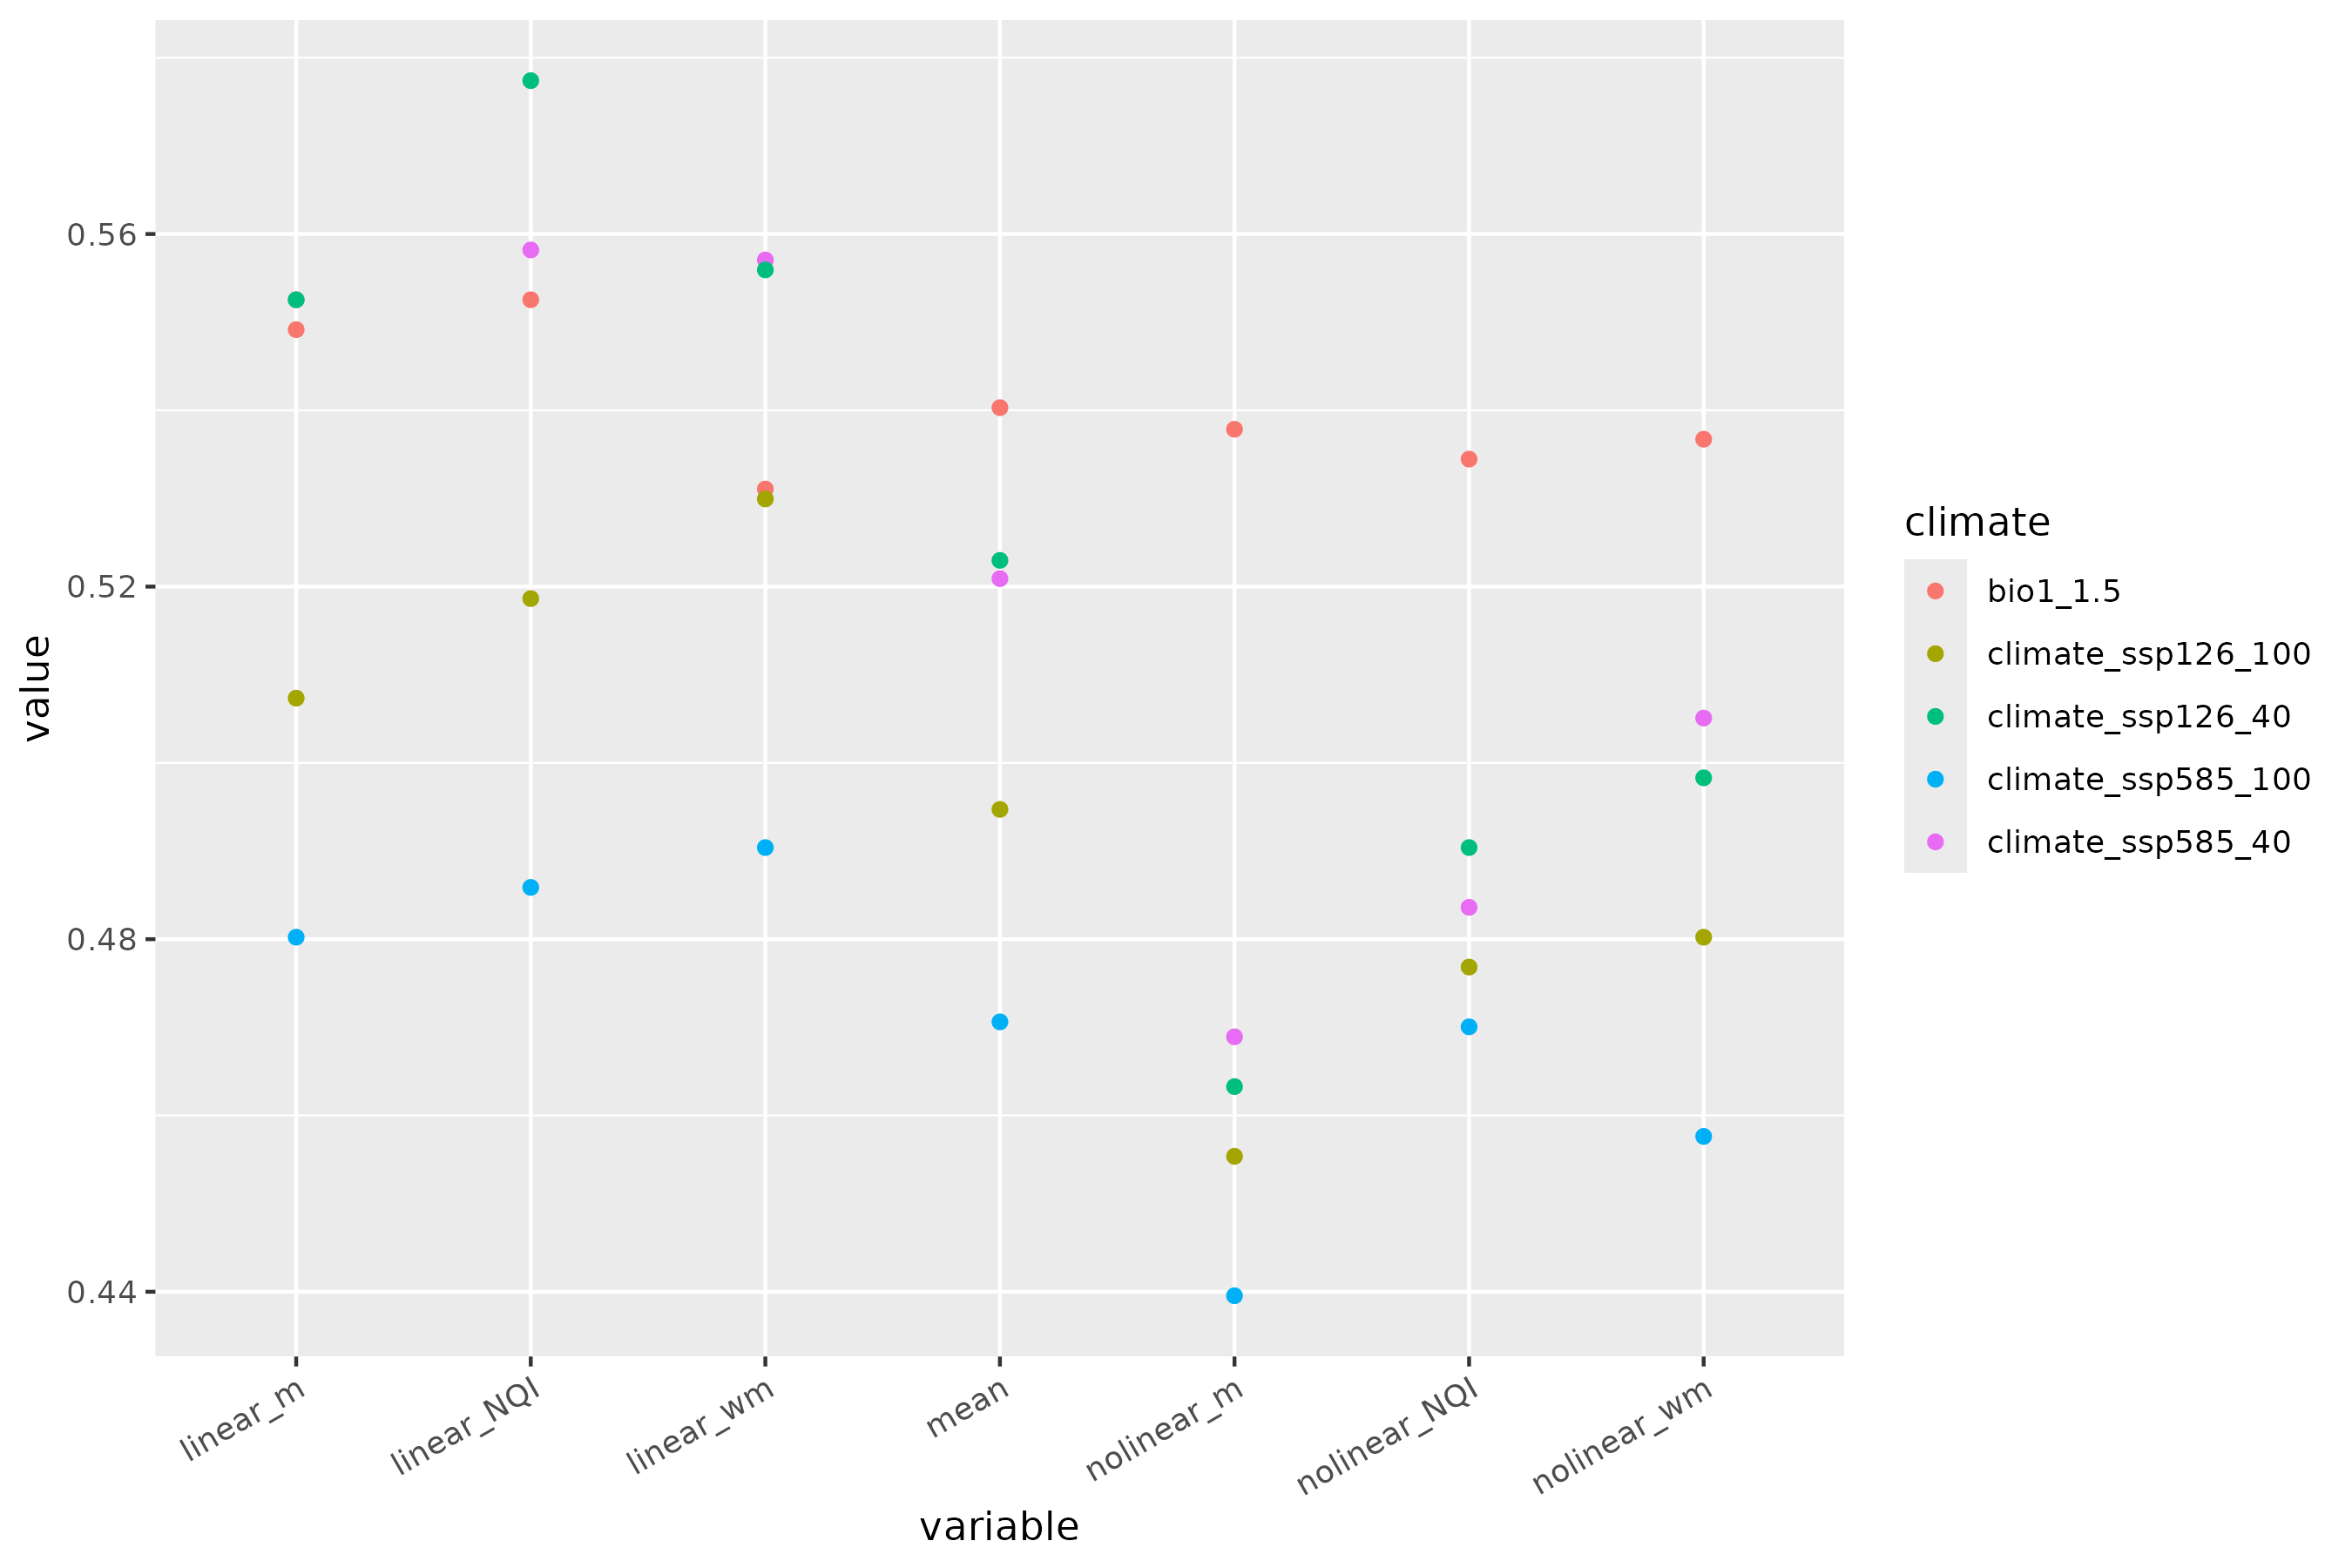 value
0.56
0.52
0.48
0.44
linear_m
linear_NQI
linear_wm
mean
nolinear_m
nolinear_NQI
nolinear_wm
variable
climate
bio1_1.5
climate_ssp126_100
climate_ssp126_40
climate_ssp585_100
climate_ssp585_40